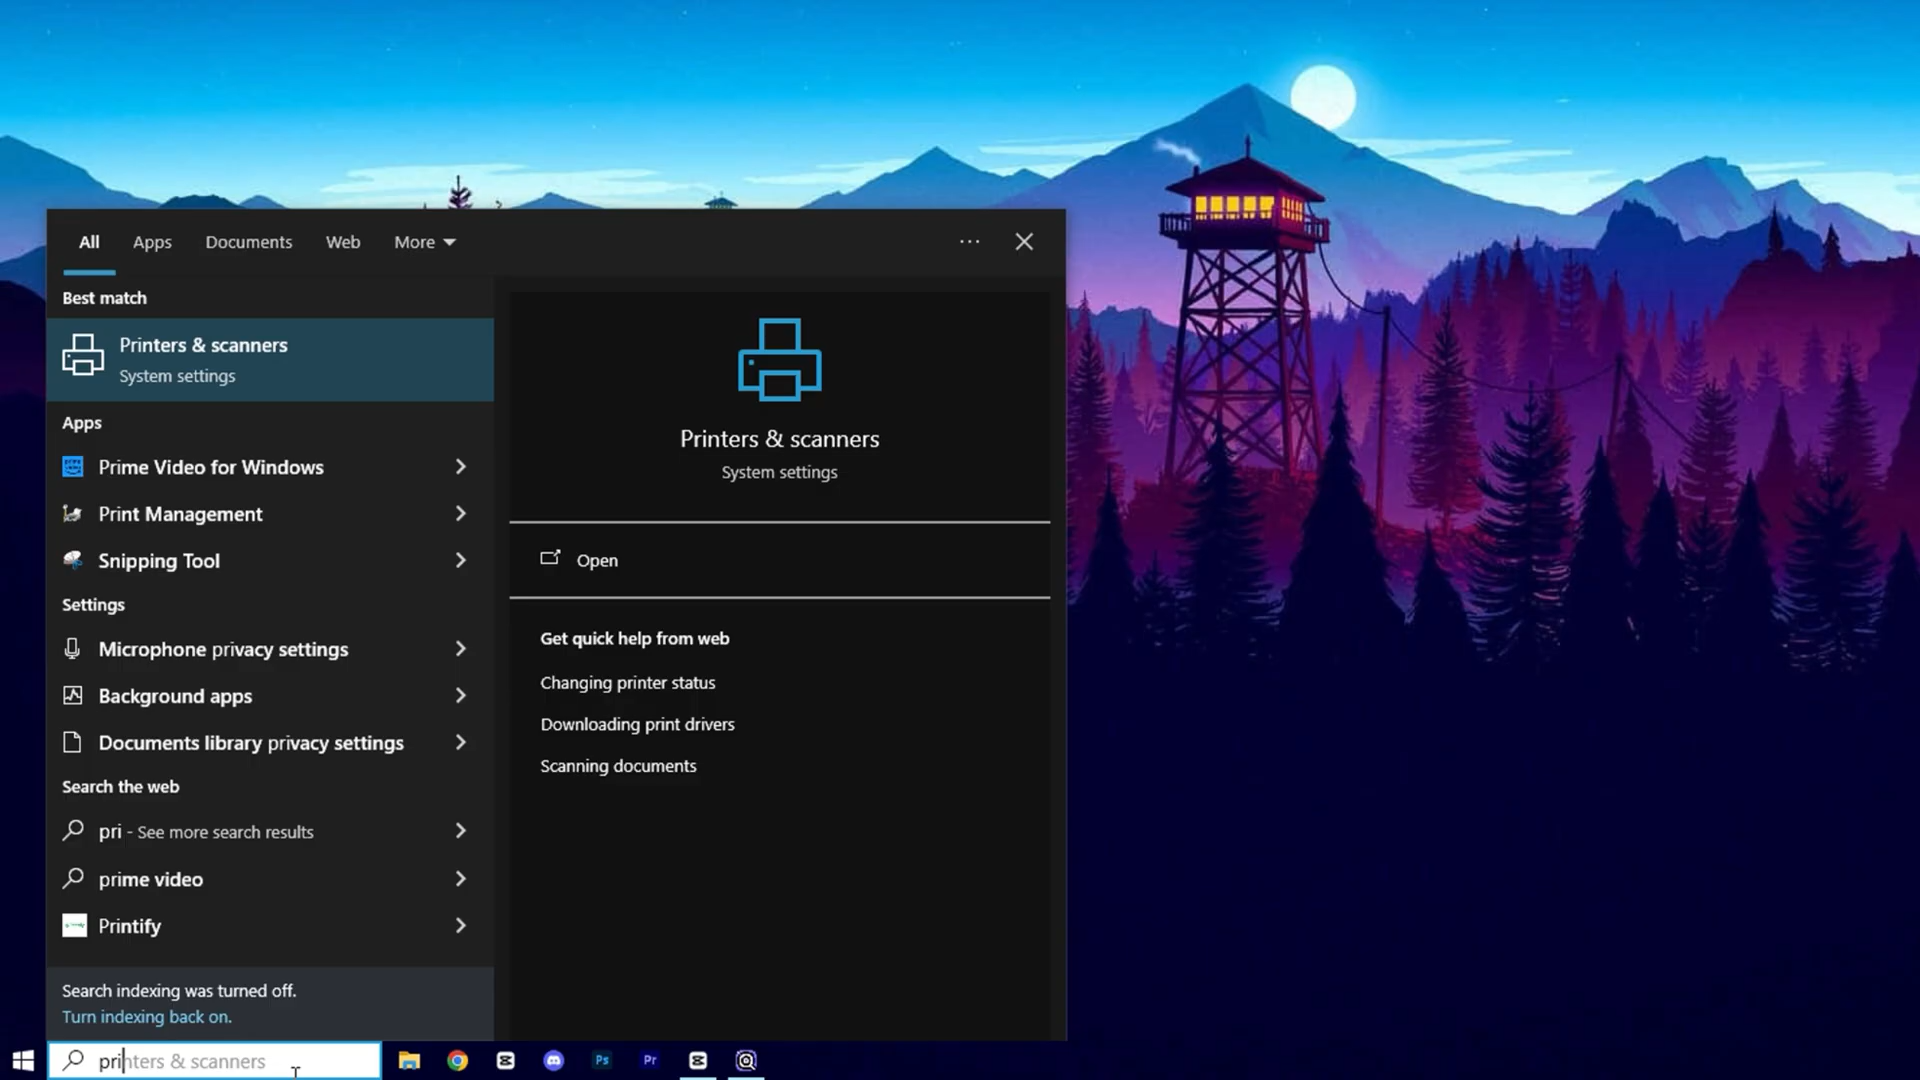 All Apps Documents Web More
Best match
Printers & scanners
System settings
Apps
Prime Video for Windows
Print Management
Snipping Tool
Settings
Microphone privacy settings
Background apps
Documents library privacy settings
Search the web
pri - See more search results
prime video
Printify
Search indexing was turned off.
Turn indexing back on.
Printers & scanners
System settings
Open
Get quick help from web
Changing printer status
Downloading print drivers
Scanning documents
printers & scanners
Ps Pr